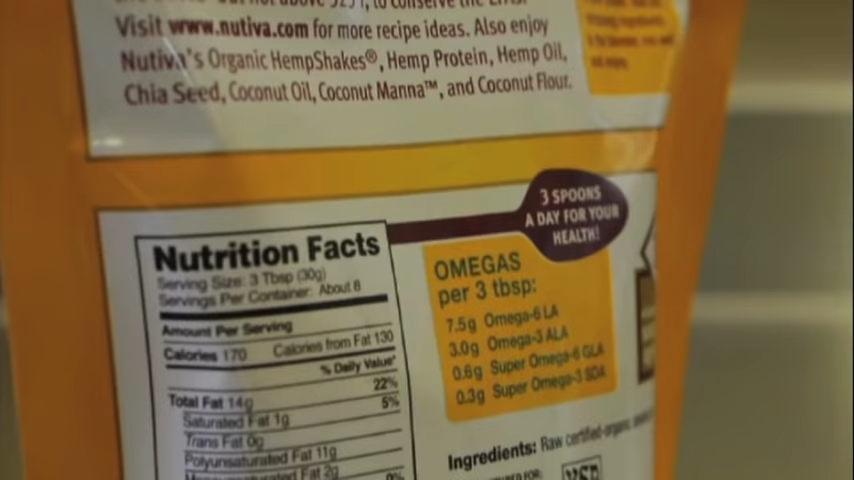 Visit www.nutiva.com for more recipe ideas. Also enjoy
Nutiva's Organic HempShakes®, Hemp Protein, Hemp Oil,
Chia Seed, Coconut Oil, Coconut Manna™, and Coconut Flour.
3 SPOONS
A DAY FOR YOUR
HEALTH!
Nutrition Facts
Serving Size: 3 Tbsp (30g)
Servings Per Container: About 8
Amount Per Serving
Calories 170 Calories from Fat 130
% Daily Value*
22%
Total Fat 14g 5%
Saturated Fat 1g
Trans Fat 0g
Polyunsaturated Fat 11g
Fat 2g
0%
OMEGAS
per 3 tbsp:
7.5g Omega-6 LA
3.0g Omega-3 ALA
0.6g Super Omega-6 GLA
0.3g Super Omega-3 SDA
Ingredients: Raw certified-organic